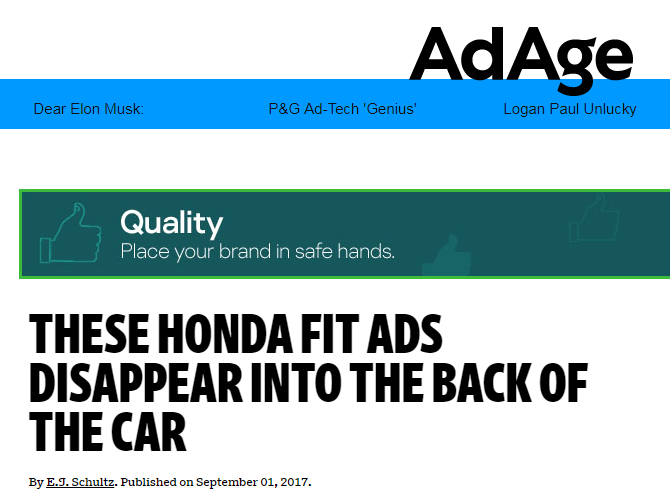 AdAge
Dear Elon Musk: P&G Ad-Tech 'Genius' Logan Paul Unlucky
Quality
Place your brand in safe hands.
THESE HONDA FIT ADS
DISAPPEAR INTO THE BACK OF
THE CAR
By E.J. Schultz. Published on September 01, 2017.